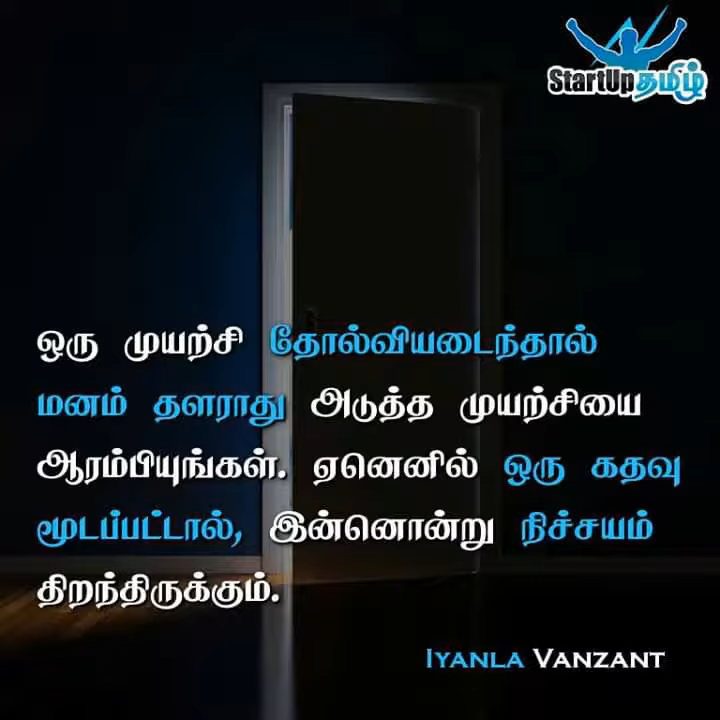 StartUpதமிழ்
ஒரு முயற்சி தோல்வியடைந்தால்
மனம் தளராது அடுத்த முயற்சியை
ஆரம்பியுங்கள். ஏனெனில் ஒரு கதவு
மூடப்பட்டால், இன்னொன்று நிச்சயம்
திறந்திருக்கும்.
IYANLA VANZANT